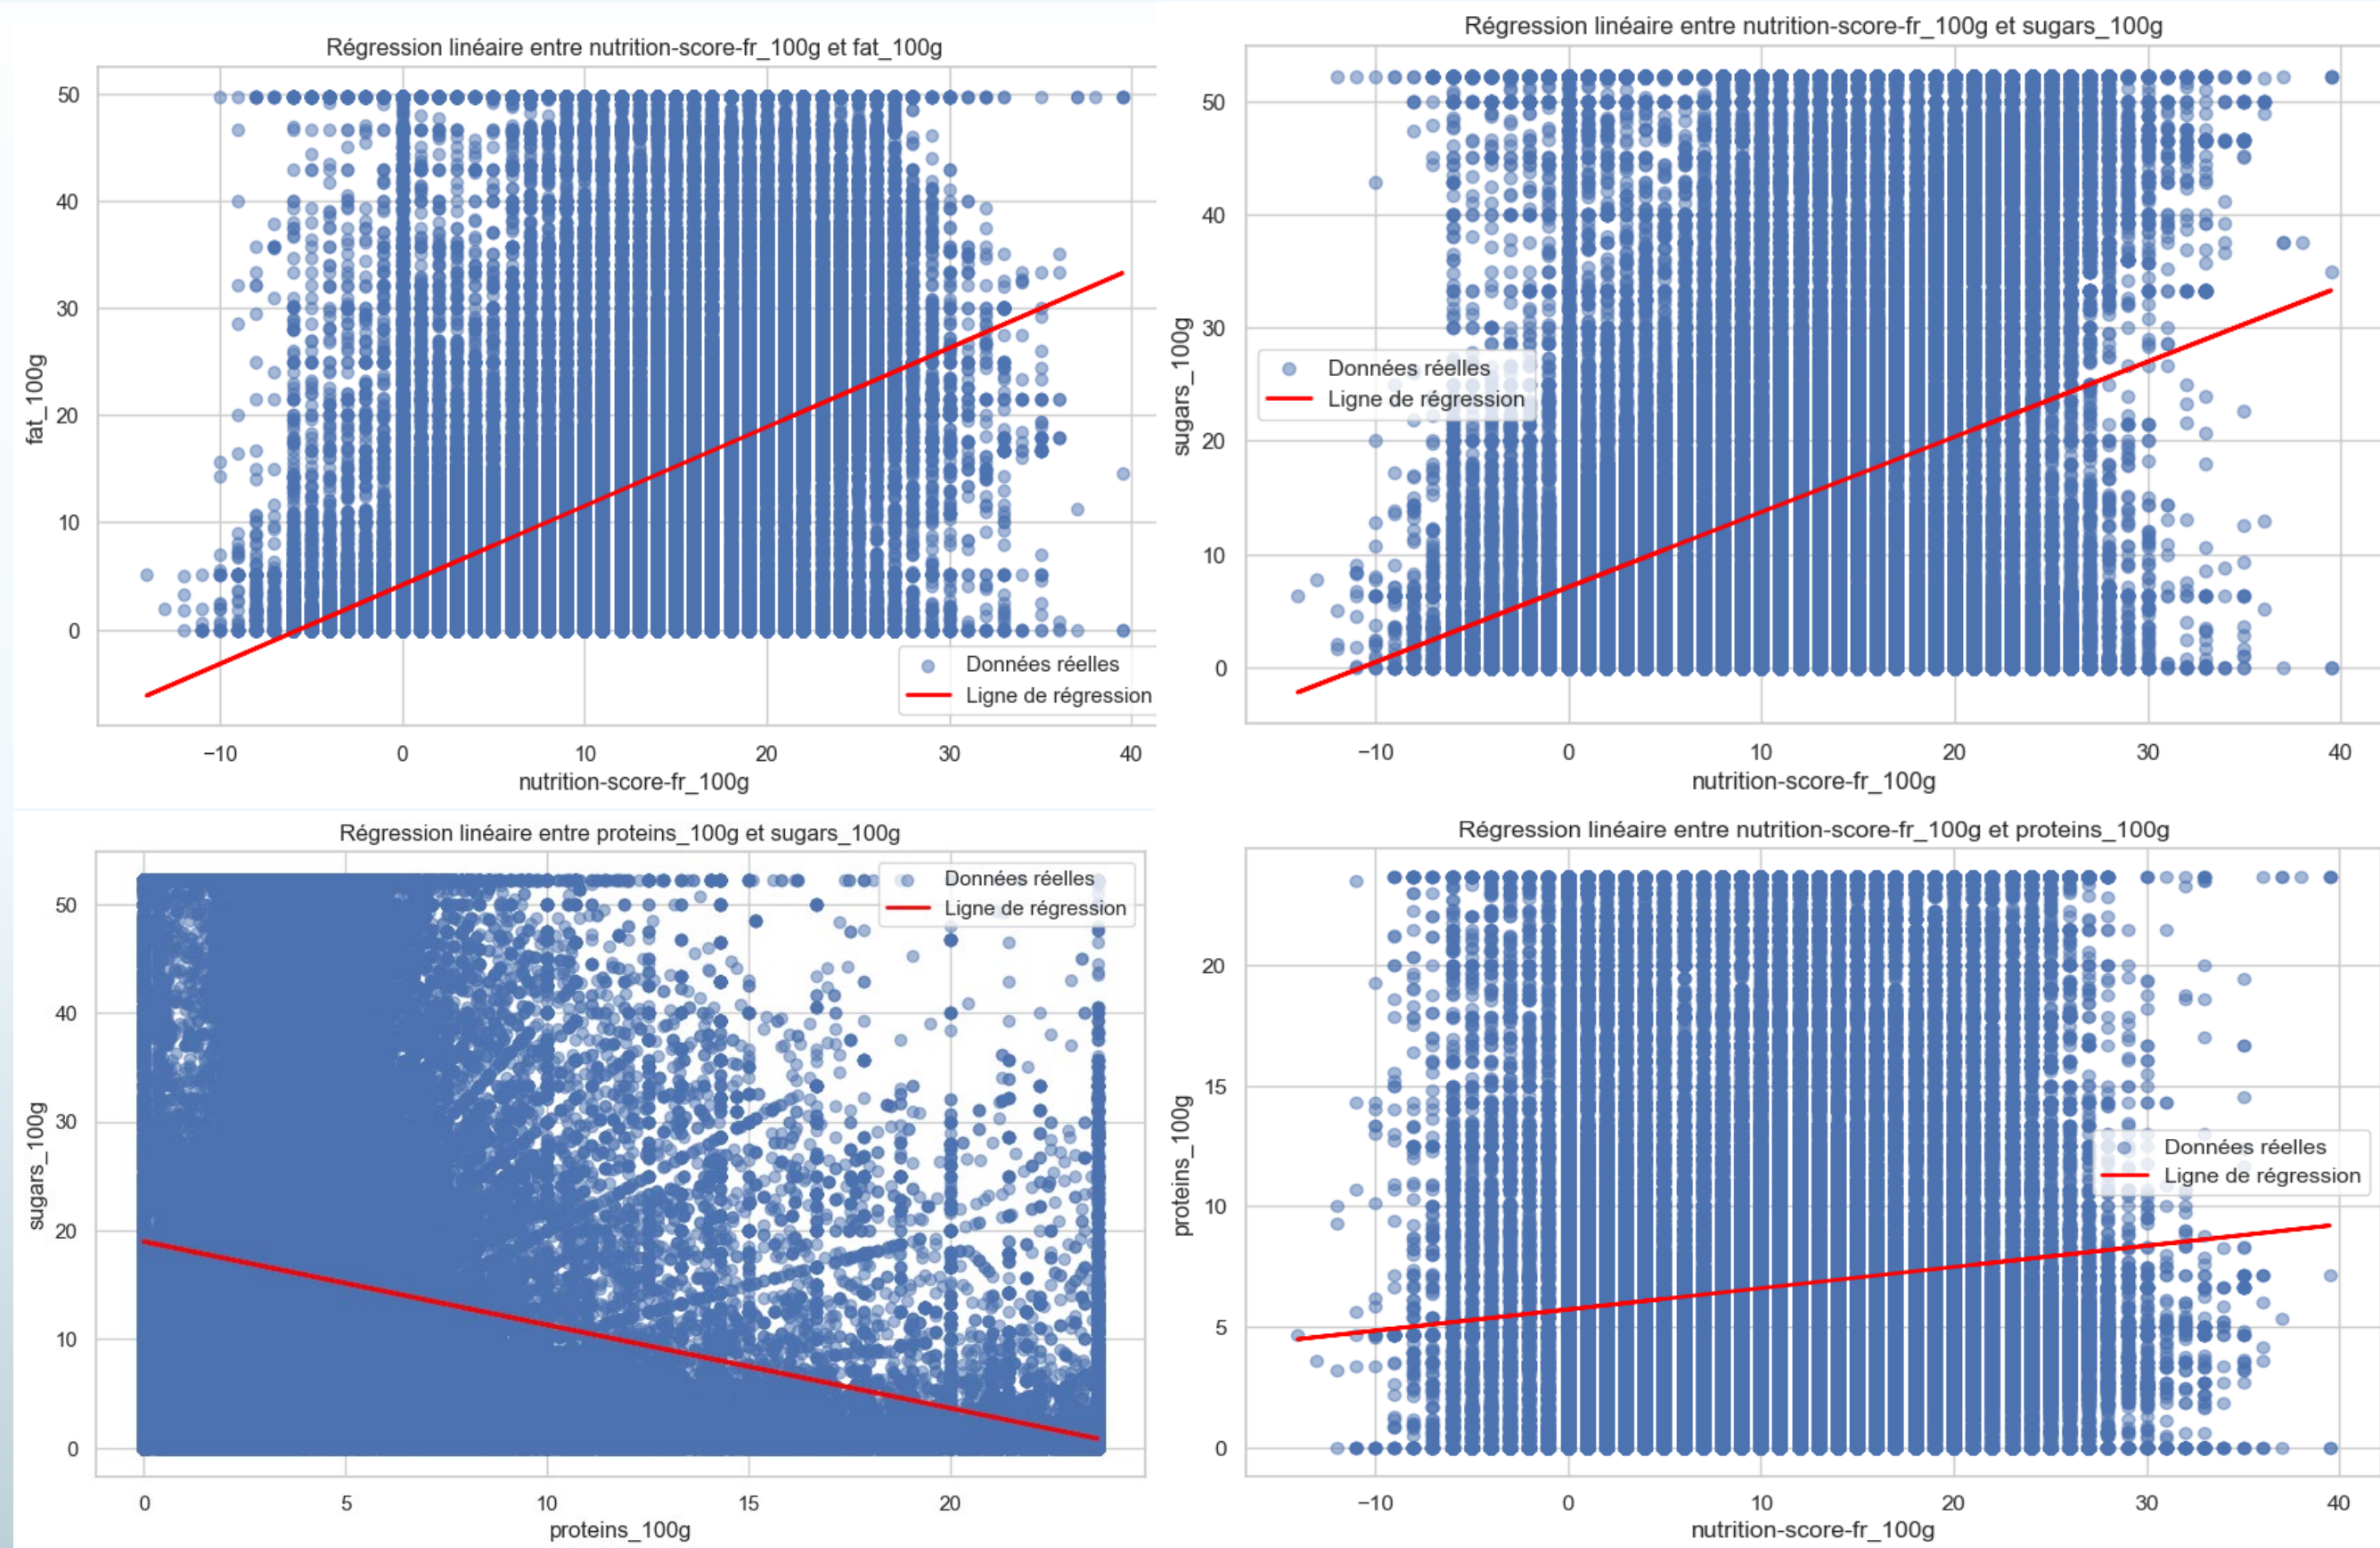 Régression linéaire entre nutrition-score-fr_100g et fat_100g
50
40
30
20
10
0
fat_100g
Données réelles
Ligne de régression
−10 0 10 20 30 40
nutrition-score-fr_100g
Régression linéaire entre nutrition-score-fr_100g et sugars_100g
50
40
30
20
10
0
sugars_100g
Données réelles
Ligne de régression
−10 0 10 20 30 40
nutrition-score-fr_100g
Régression linéaire entre proteins_100g et sugars_100g
50
40
30
20
10
0
sugars_100g
Données réelles
Ligne de régression
0 5 10 15 20
proteins_100g
Régression linéaire entre nutrition-score-fr_100g et proteins_100g
20
15
10
5
0
proteins_100g
Données réelles
Ligne de régression
−10 0 10 20 30 40
nutrition-score-fr_100g